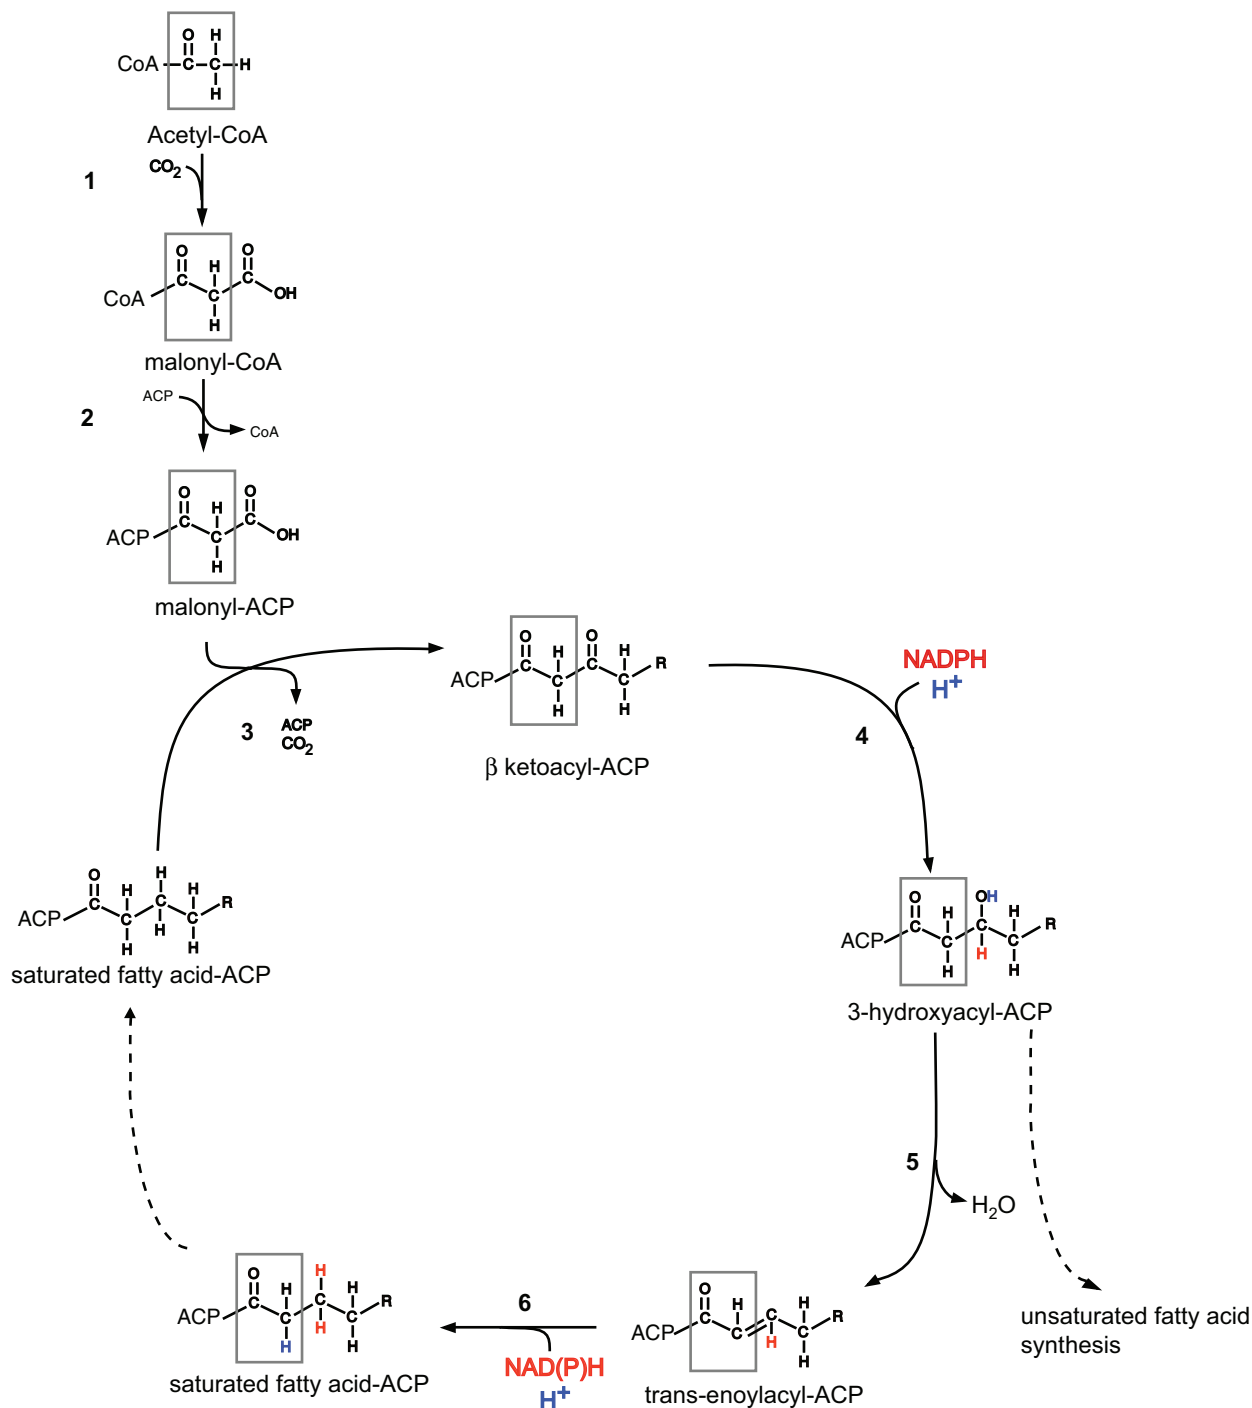 O H
CoA C C H
H
Acetyl-CoA
CO2
1
O H O
C C C
CoA H OH
malonyl-CoA
ACP
2
CoA
O H O
C C C
ACP H OH
malonyl-ACP
O H O H
C C C C R
ACP H H
β ketoacyl-ACP
NADPH
H+
3
ACP
CO2
4
O H H H
C C C C R
ACP H H H
saturated fatty acid-ACP
O H OH H
C C C C R
ACP H H H
3-hydroxyacyl-ACP
5
H2O
unsaturated fatty acid
synthesis
O H H H
C C C C R
ACP H H H
saturated fatty acid-ACP
6
NAD(P)H
H+
O H C H
C C H C R
ACP H
trans-enoylacyl-ACP